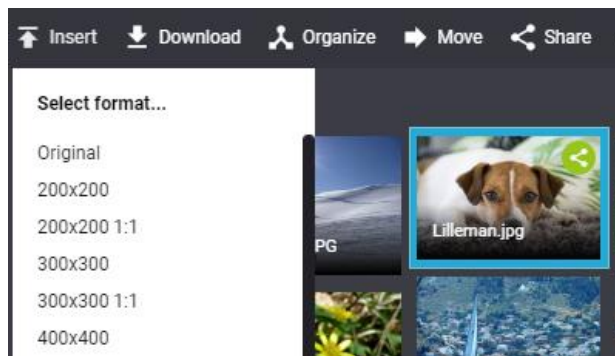 Insert Download Organize Move Share
Select format...
Original
200x200
200x200 1:1
300x300
300x300 1:1
400x400
PG
Lilleman.jpg